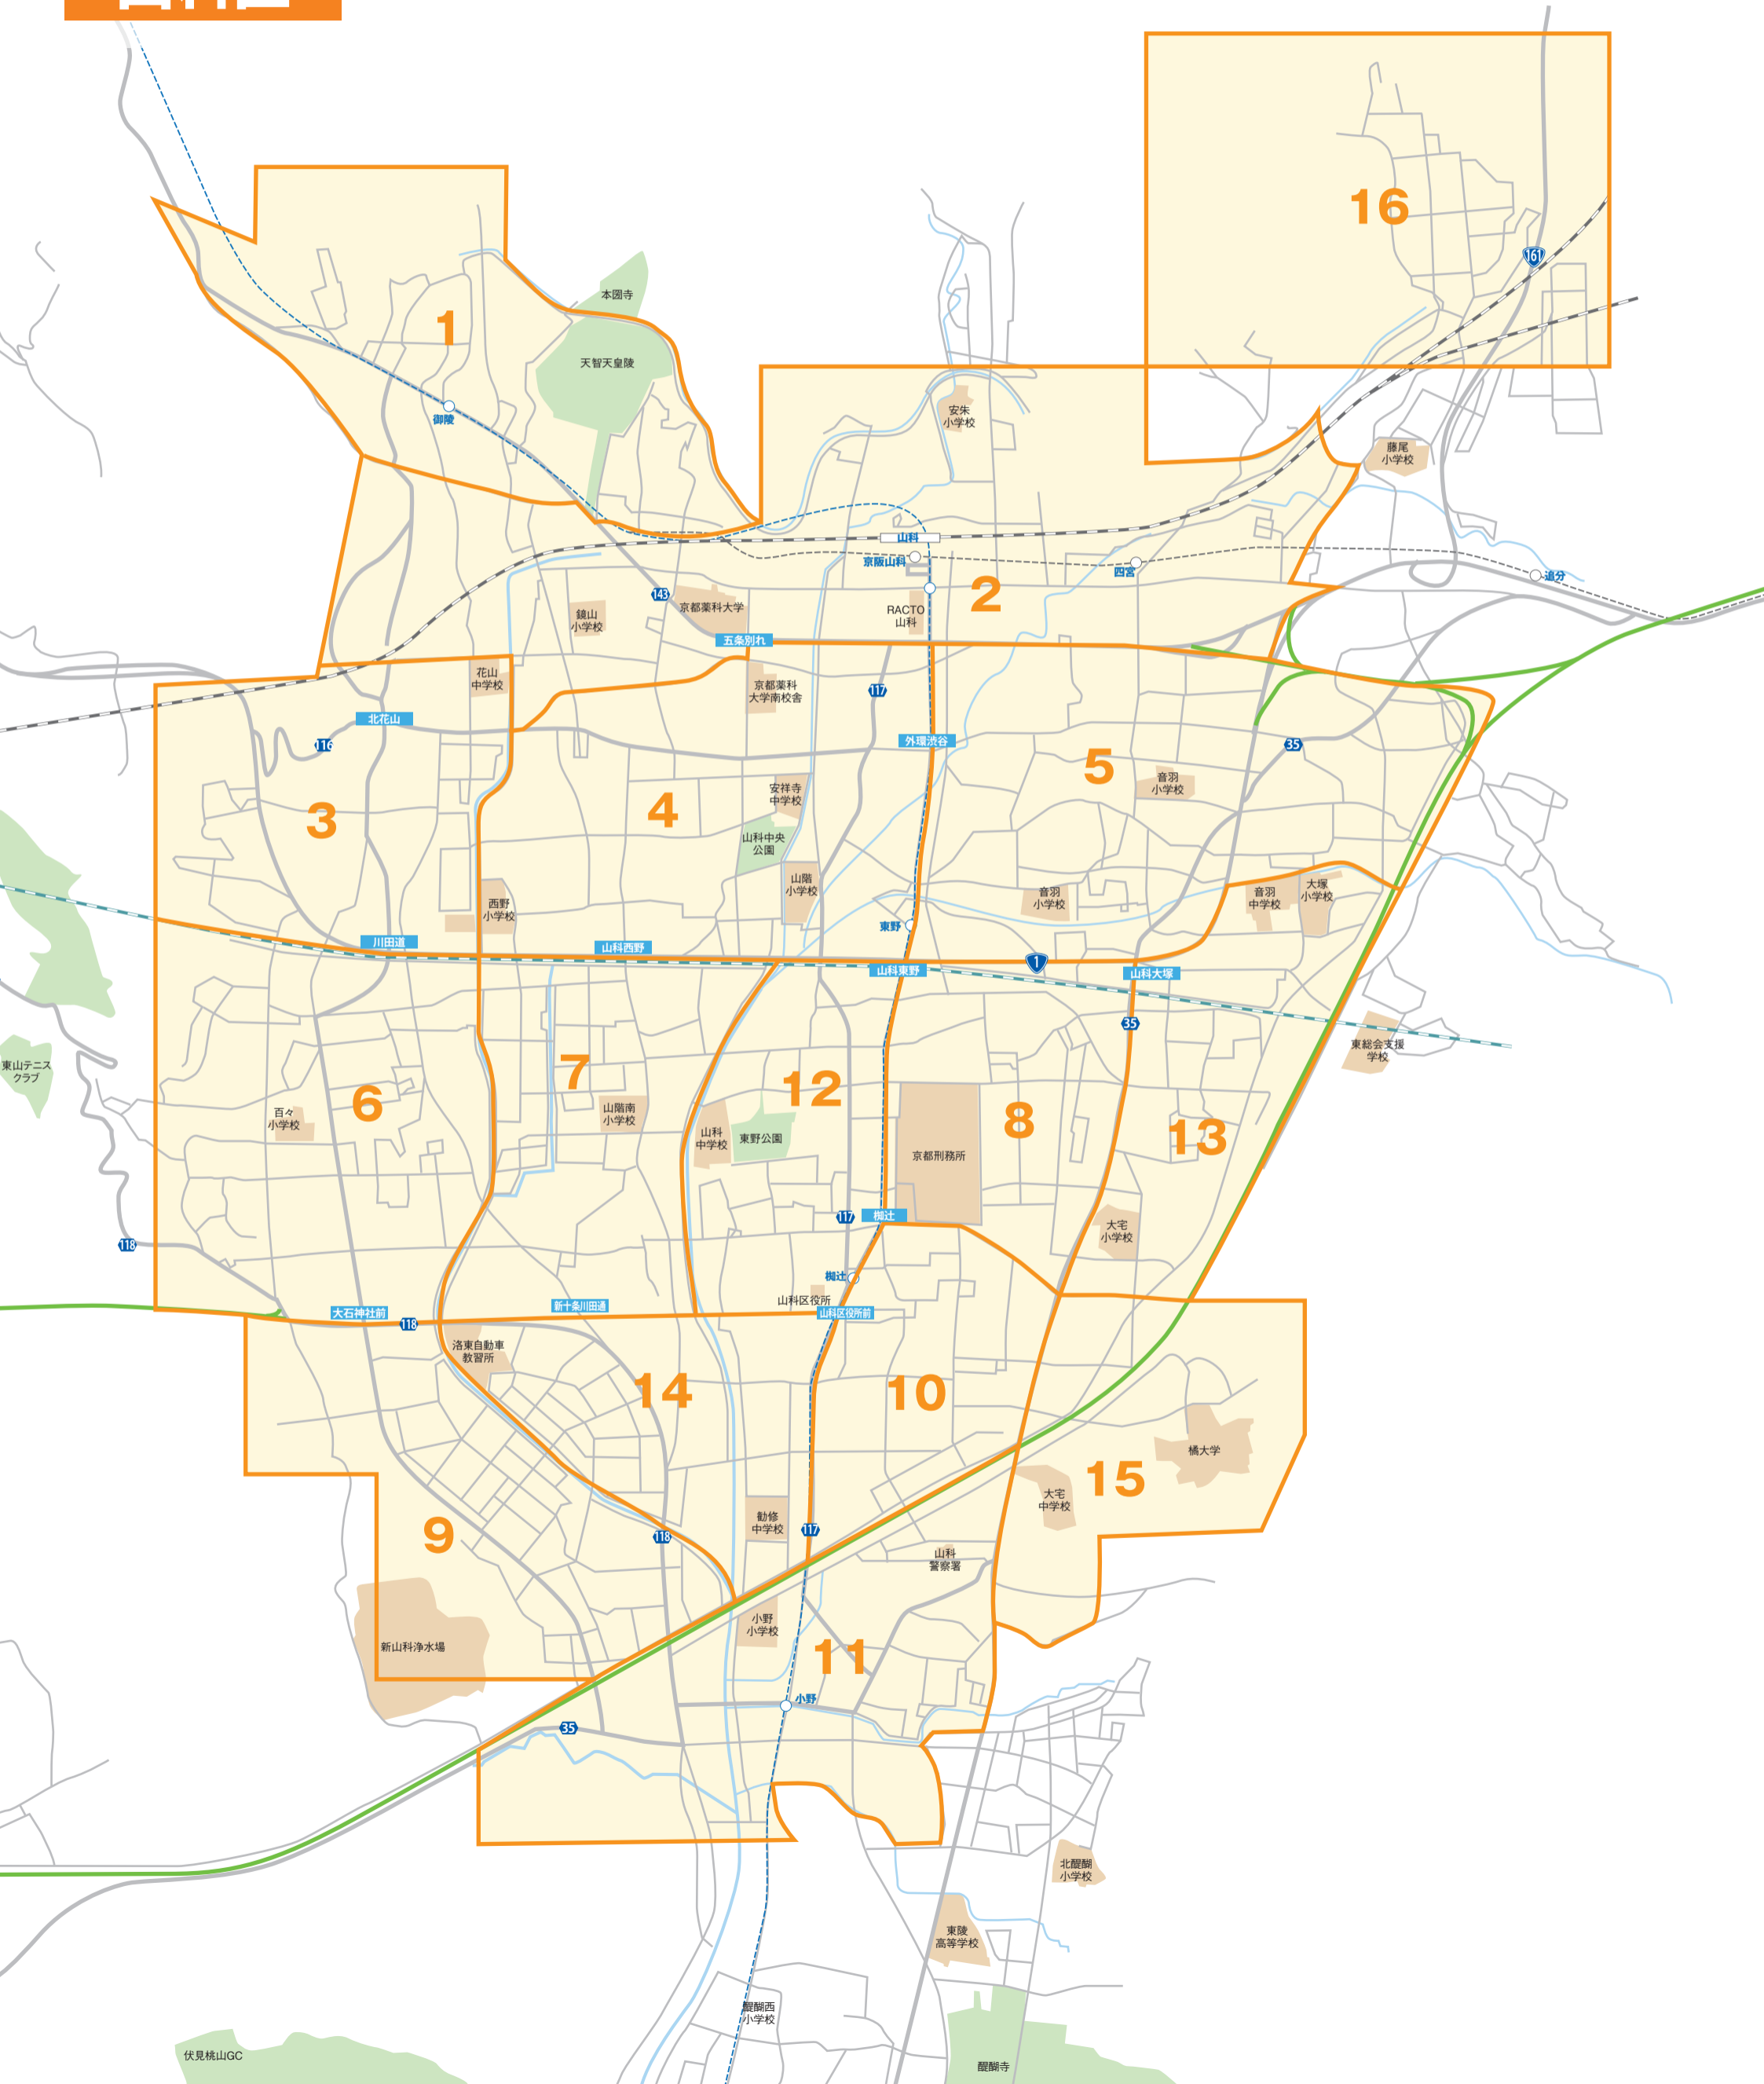 16
161
本圀寺
1
天智天皇陵
御陵
安朱
小学校
藤尾
小学校
山科
京阪山科
四宮
追分
2
143
京都薬科大学
RACTO
山科
鏡山
小学校
五条別れ
花山
中学校
京都薬科
大学南校舎
117
北花山
116
外環渋谷
35
5
音羽
小学校
3
4
安祥寺
中学校
山科中央
公園
山階
小学校
西野
小学校
音羽
小学校
音羽
中学校
大塚
小学校
東野
川田道
山科西野
山科東野
1
山科大塚
35
東総合支援
学校
東山テニス
クラブ
7
12
6
8
13
百々
小学校
山階南
小学校
山科
中学校
東野公園
京都刑務所
117
椥辻
大宅
小学校
118
椥辻
山科区役所
大石神社前
118
新十条川田通
山科区役所前
洛東自動車
教習所
14
10
橘大学
15
大宅
中学校
勧修
中学校
117
118
9
山科
警察署
小野
小学校
新山科浄水場
11
小野
35
北醍醐
小学校
東陵
高等学校
醍醐西
小学校
伏見桃山GC
醍醐寺